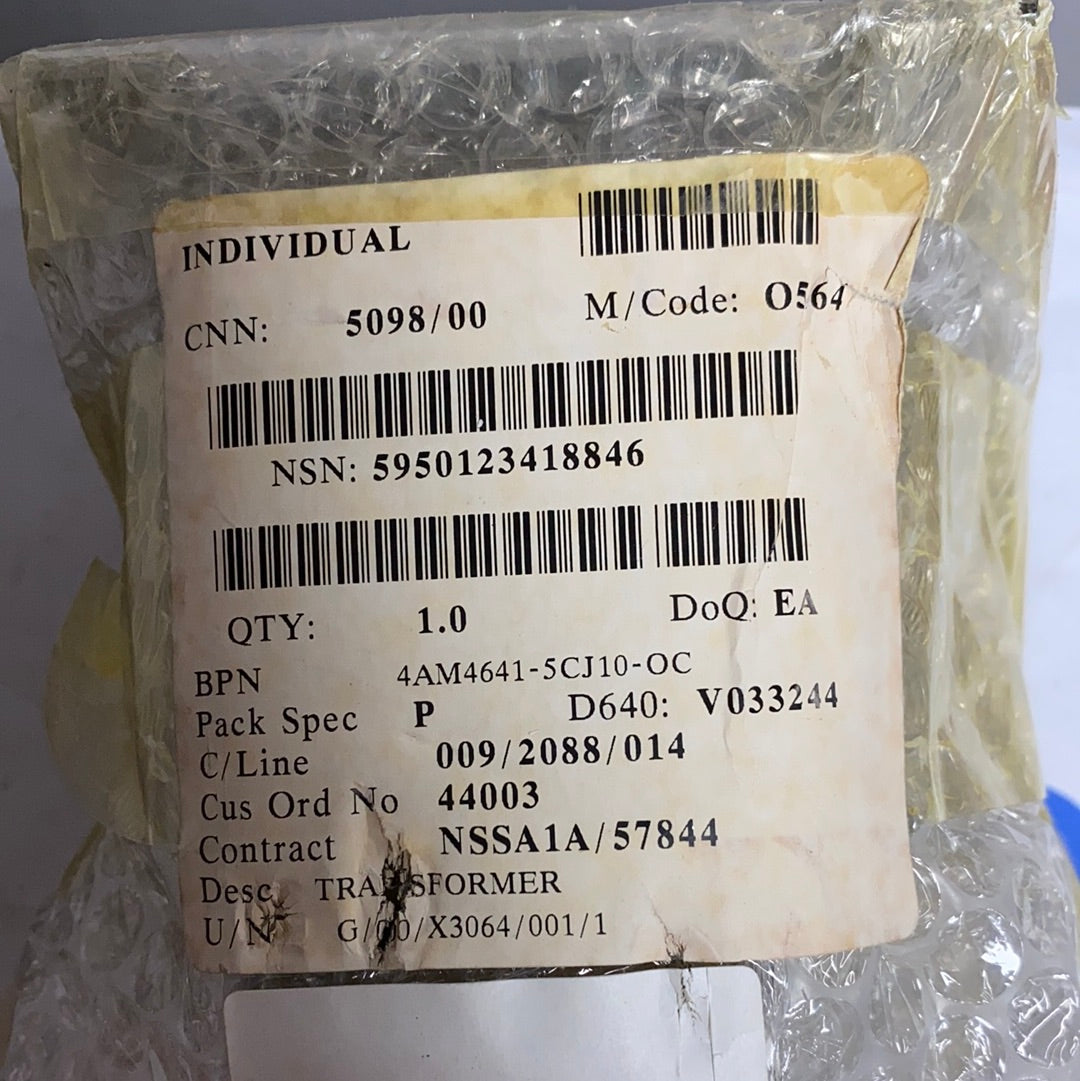 INDIVIDUAL
CNN: 5098/00 M/Code: O564
NSN: 5950123418846
QTY: 1.0 DoQ: EA
BPN 4AM4641-5CJ10-OC
Pack Spec P D640: V033244
C/Line 009/2088/014
Cus Ord No 44003
Contract NSSA1A/57844
Desc TRANSFORMER
U/N G/00/X3064/001/1